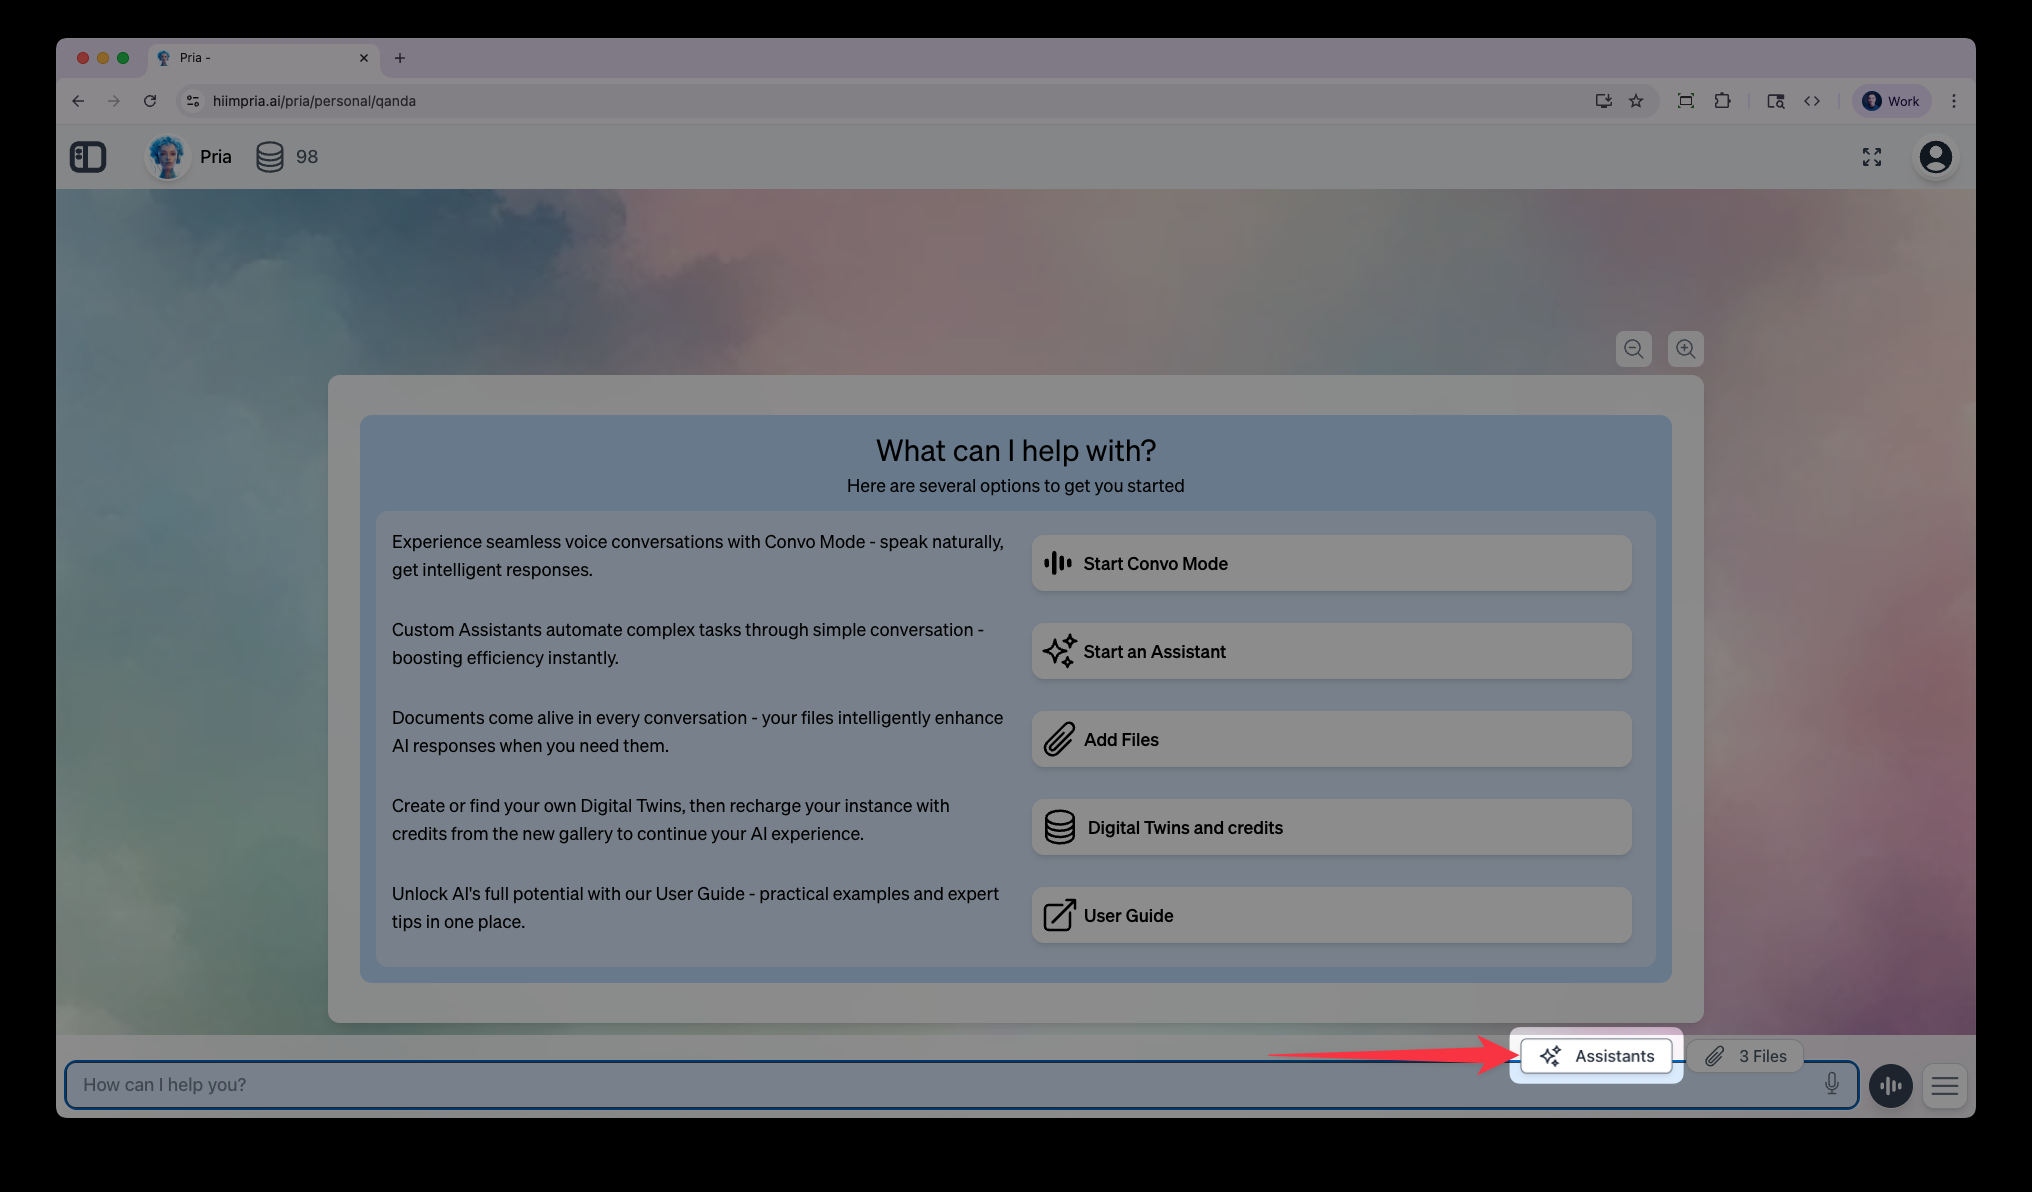 Pria -
hiimpria.ai/pria/personal/qanda
Work
Pria
98
What can I help with?
Here are several options to get you started
Experience seamless voice conversations with Convo Mode - speak naturally,
get intelligent responses.
Start Convo Mode
Custom Assistants automate complex tasks through simple conversation -
boosting efficiency instantly.
Start an Assistant
Documents come alive in every conversation - your files intelligently enhance
AI responses when you need them.
Add Files
Create or find your own Digital Twins, then recharge your instance with
credits from the new gallery to continue your AI experience.
Digital Twins and credits
Unlock AI's full potential with our User Guide - practical examples and expert
tips in one place.
User Guide
Assistants
3 Files
How can I help you?